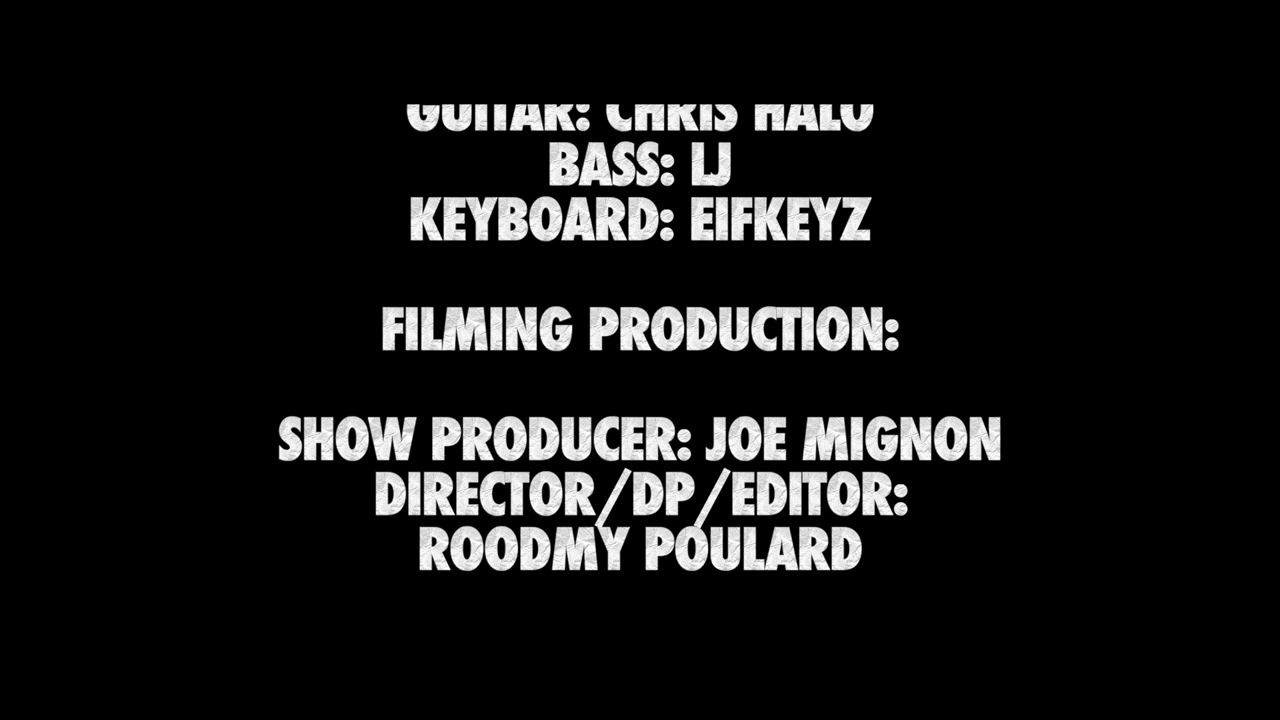 GUITAR: CHRIS HALO
BASS: LJ
KEYBOARD: EIFKEYZ
FILMING PRODUCTION:
SHOW PRODUCER: JOE MIGNON
DIRECTOR/DP/EDITOR:
ROODMY POULARD